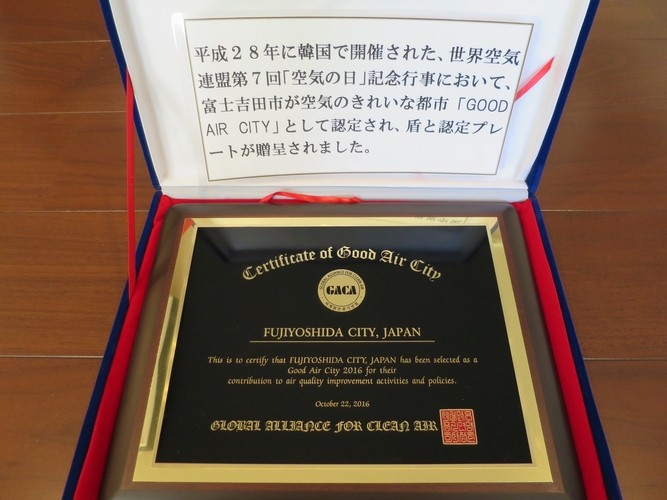 平成28年に韓国で開催された、世界空気
連盟第7回「空気の日」記念行事において、
富士吉田市が空気のきれいな都市「GOOD
AIR CITY」として認定され、盾と認定プレ
ートが贈呈されました。
Certificate of Good Air City
GLOBAL ALLIANCE FOR CLEAN AIR
GACA
FUJIYOSHIDA CITY, JAPAN
This is to certify that FUJIYOSHIDA CITY, JAPAN has been selected as a
Good Air City 2016 for their
contribution to air quality improvement activities and policies.
October 22, 2016
GLOBAL ALLIANCE FOR CLEAN AIR